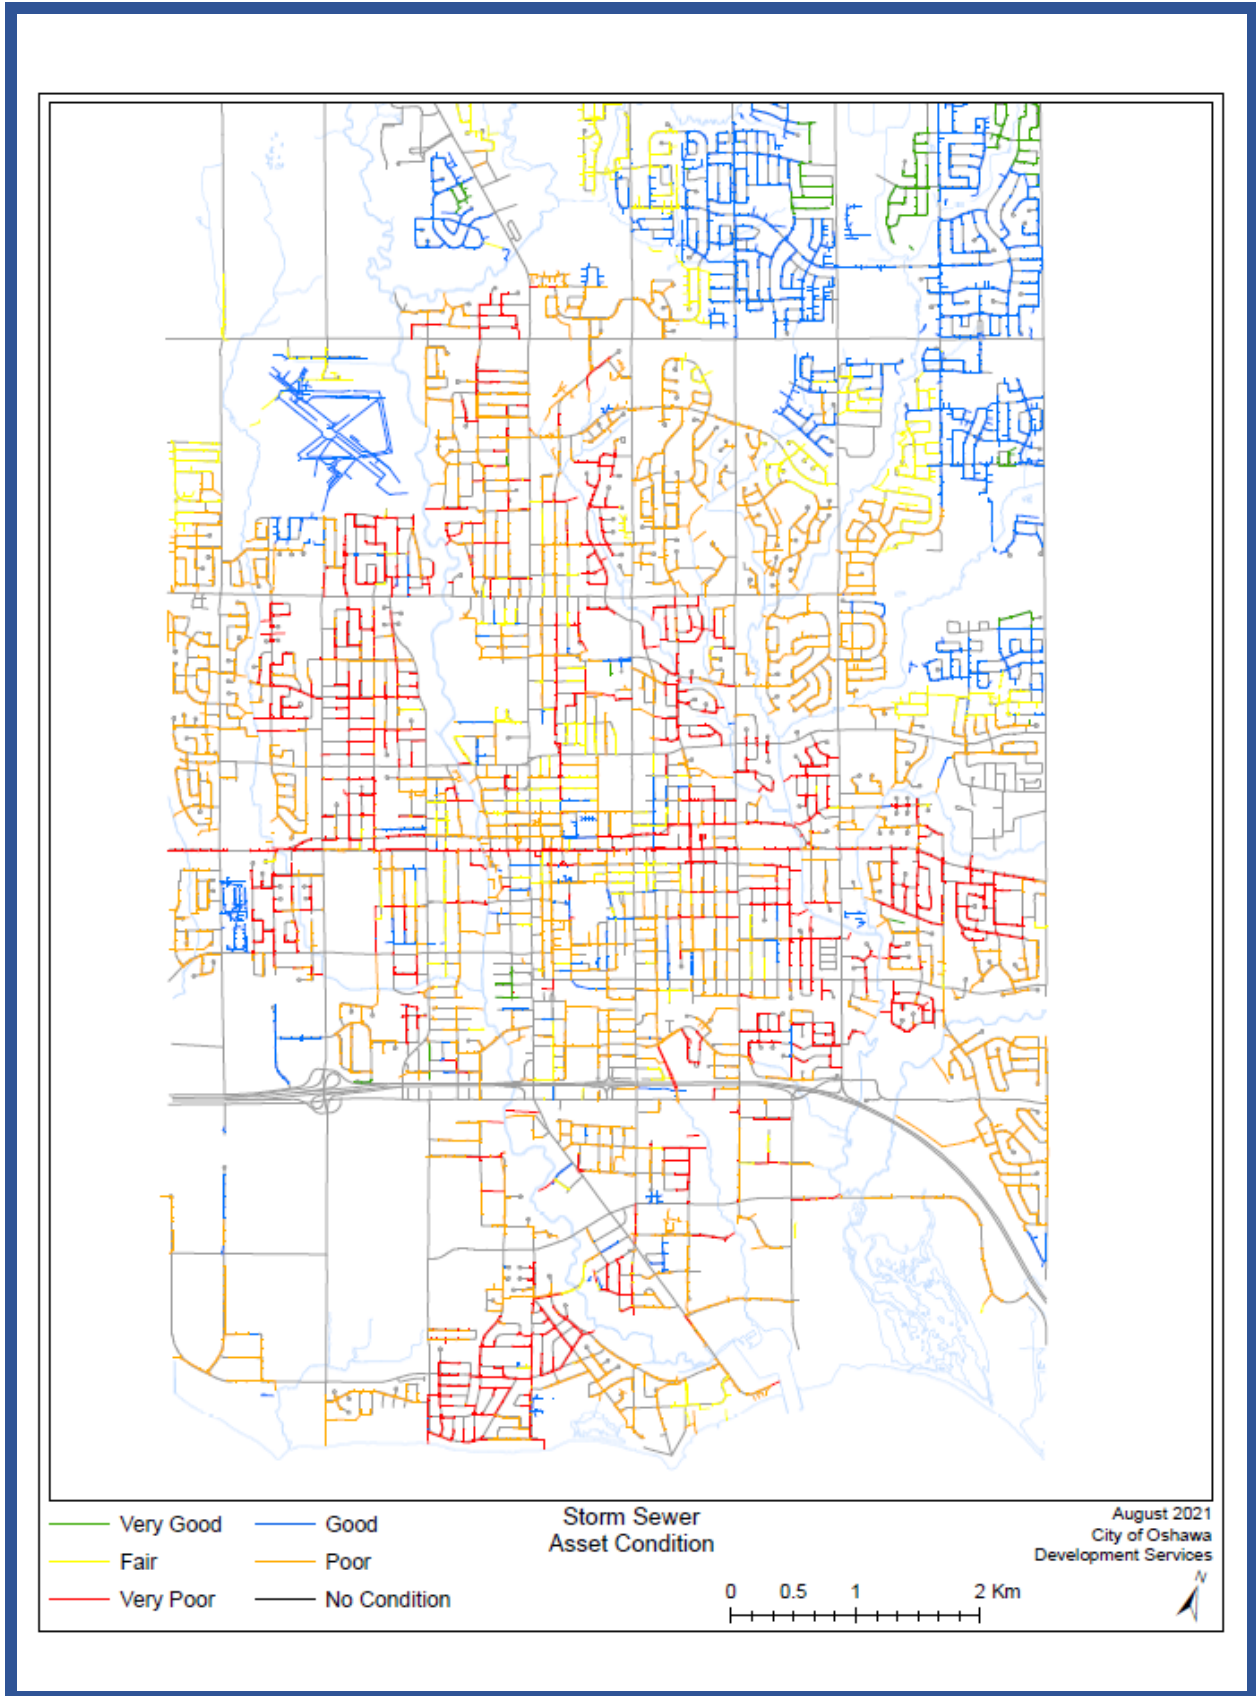 Very Good
Good
Fair
Poor
Very Poor
No Condition
Storm Sewer
Asset Condition
0 0.5 1 2 Km
August 2021
City of Oshawa
Development Services
N